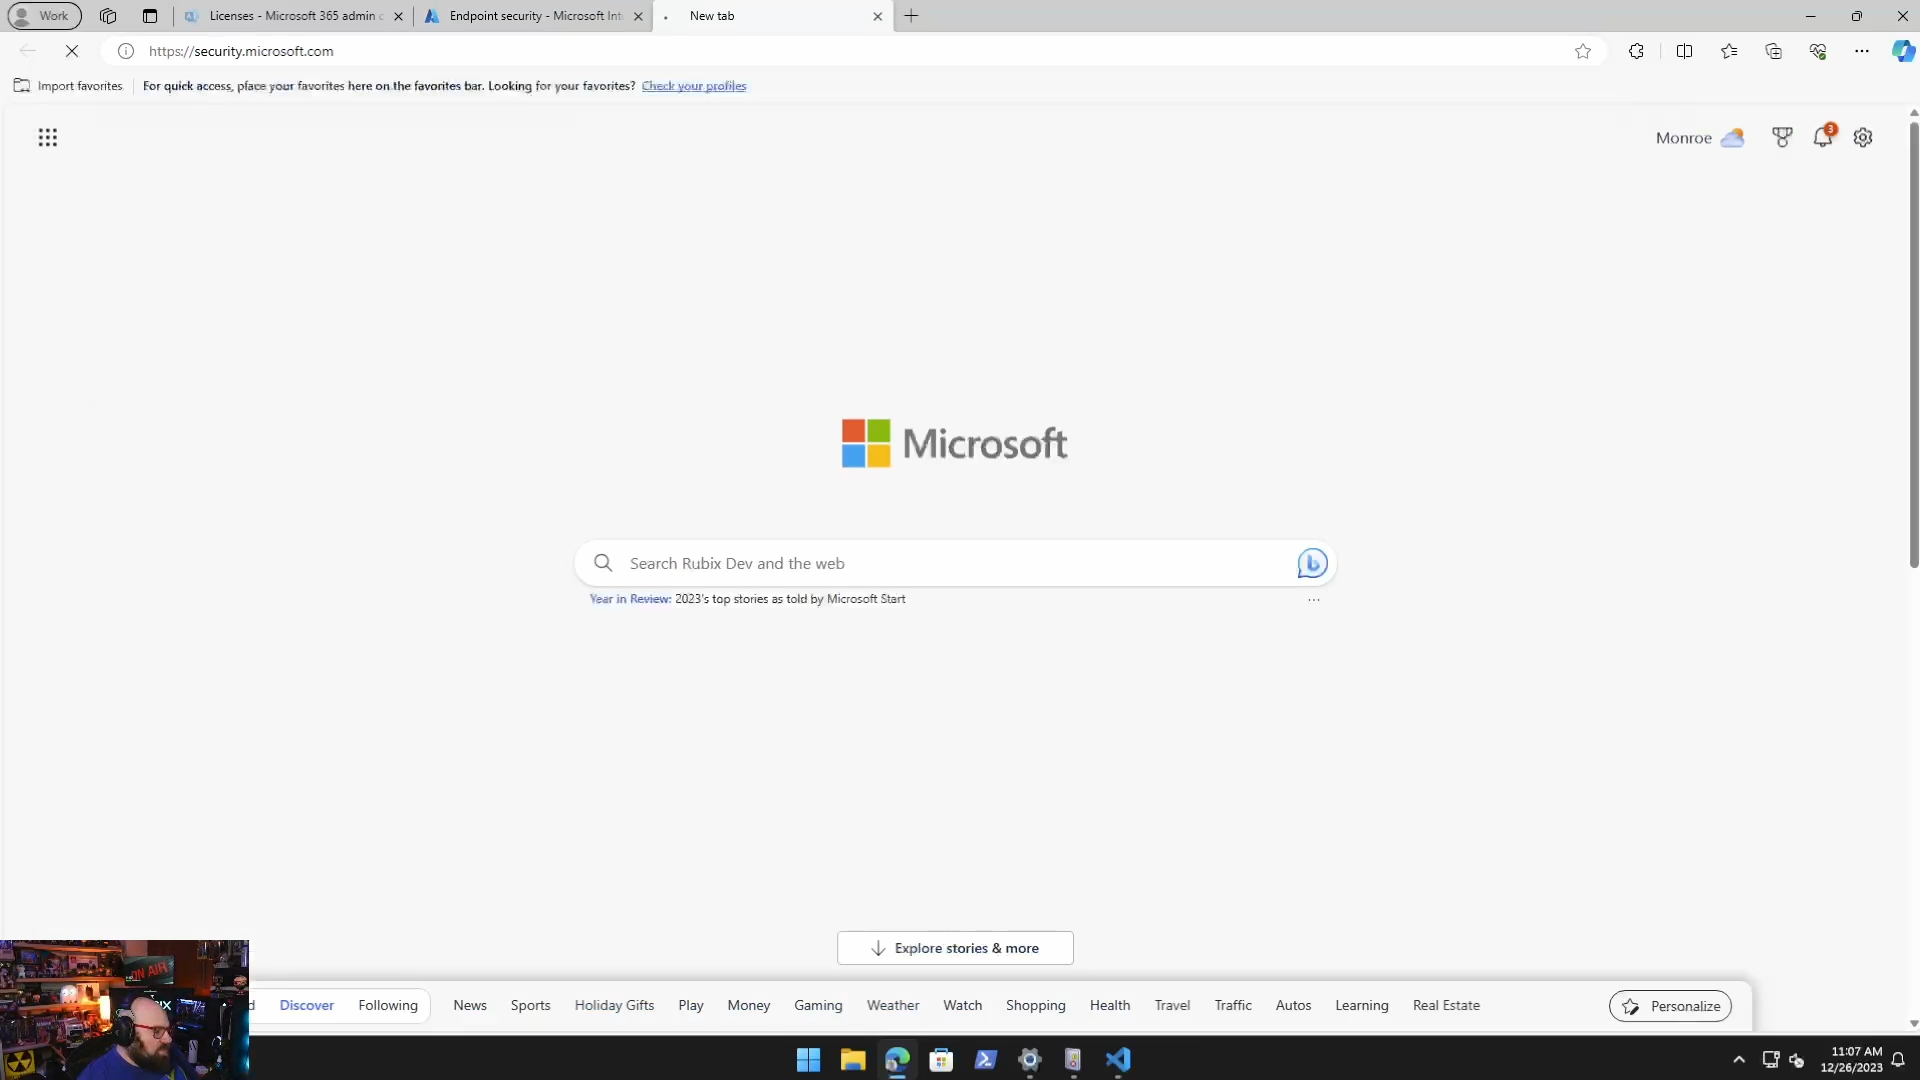 Work
Licenses - Microsoft 365 admin c
Endpoint security - Microsoft Int
New tab
https://security.microsoft.com
Import favorites
For quick access, place your favorites here on the favorites bar. Looking for your favorites? Check your profiles
Monroe
3
Microsoft
Search Rubix Dev and the web
b
Year in Review: 2023's top stories as told by Microsoft Start
Explore stories & more
ON AIR
d
Discover
Following
News
Sports
Holiday Gifts
Play
Money
Gaming
Weather
Watch
Shopping
Health
Travel
Traffic
Autos
Learning
Real Estate
Personalize
11:07 AM
12/26/2023